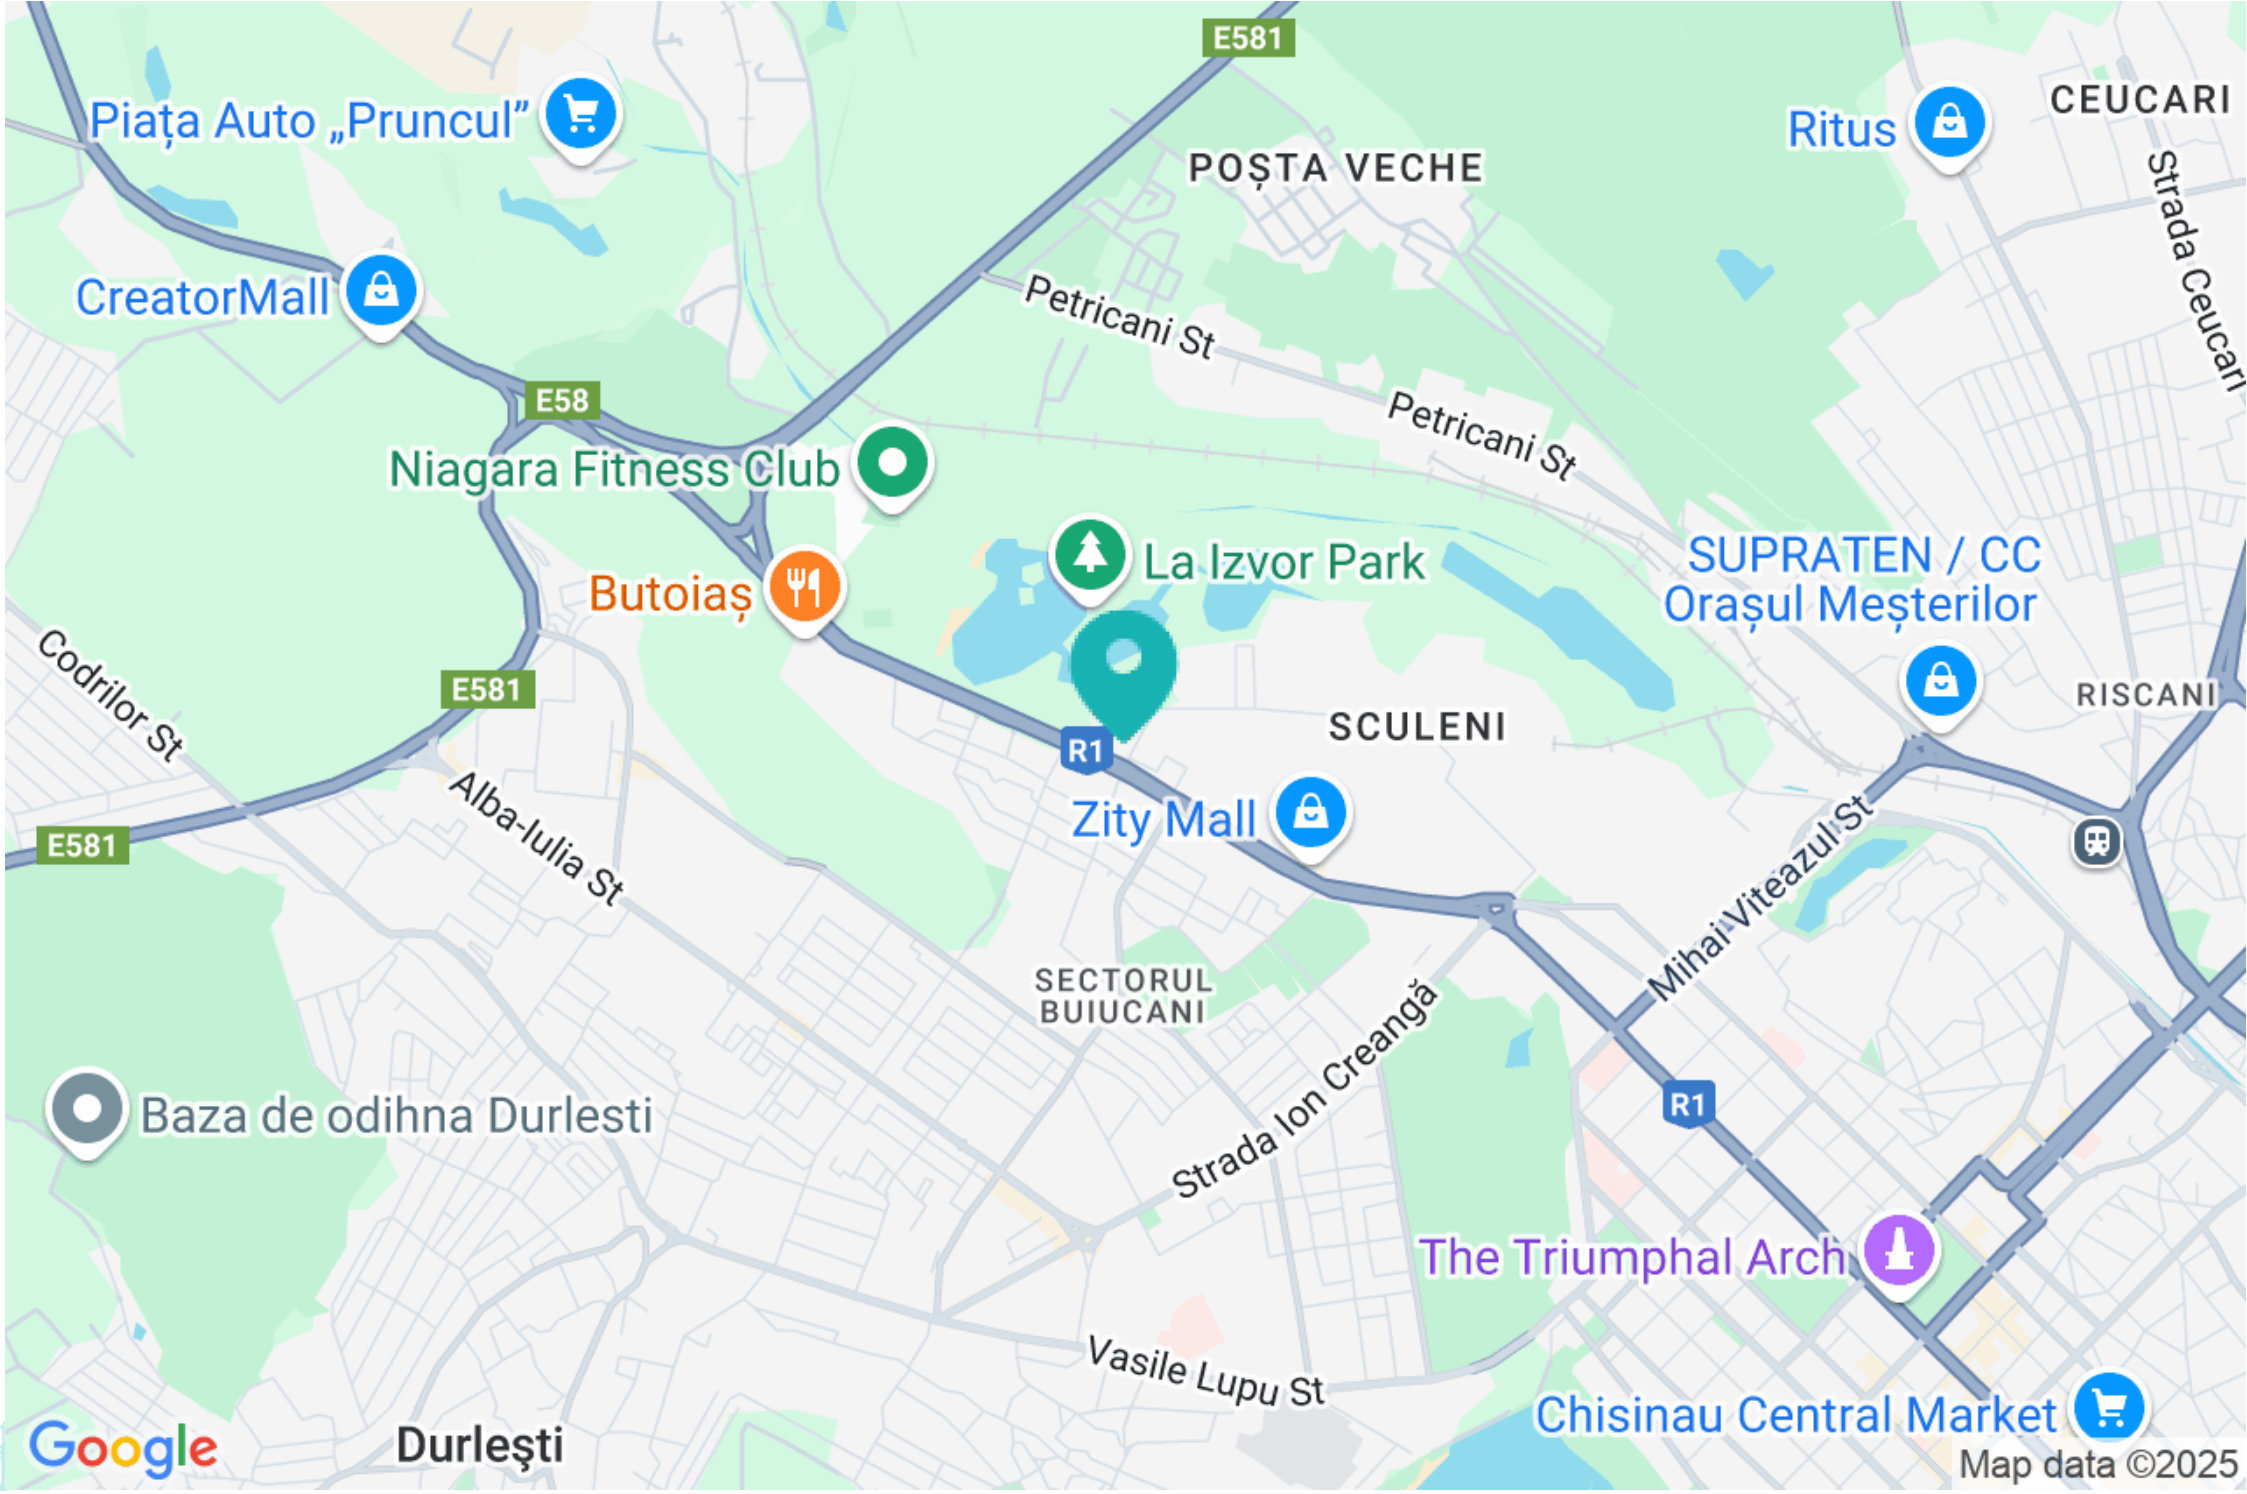 E581
Piața Auto „Pruncul”
Ritus
CEUCARI
POȘTA VECHE
Strada Ceucari
CreatorMall
Petricani St
E58
Petricani St
Niagara Fitness Club
La Izvor Park
SUPRATEN / CC
Orașul Meșterilor
Butoiaș
Codrilor St
E581
RISCANI
SCULENI
R1
Alba-Iulia St
Zity Mall
E581
Mihai Viteazul St
SECTORUL
BUIUCANI
Strada Ion Creangă
R1
Baza de odihna Durlesti
The Triumphal Arch
Vasile Lupu St
Chisinau Central Market
Google
Durleşti
Map data ©2025